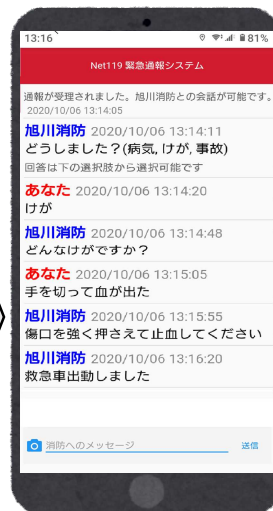 13:16
81%
Net119 緊急通報システム
通報が受理されました。旭川消防との会話が可能です。
2020/10/06 13:14:05
旭川消防 2020/10/06 13:14:11
どうしました？(病気, けが, 事故)
回答は下の選択肢から選択可能です
あなた 2020/10/06 13:14:20
けが
旭川消防 2020/10/06 13:14:48
どんなけがですか？
あなた 2020/10/06 13:15:05
手を切って血が出た
旭川消防 2020/10/06 13:15:55
傷口を強く押さえて止血してください
旭川消防 2020/10/06 13:16:20
救急車出動しました
消防へのメッセージ
送信